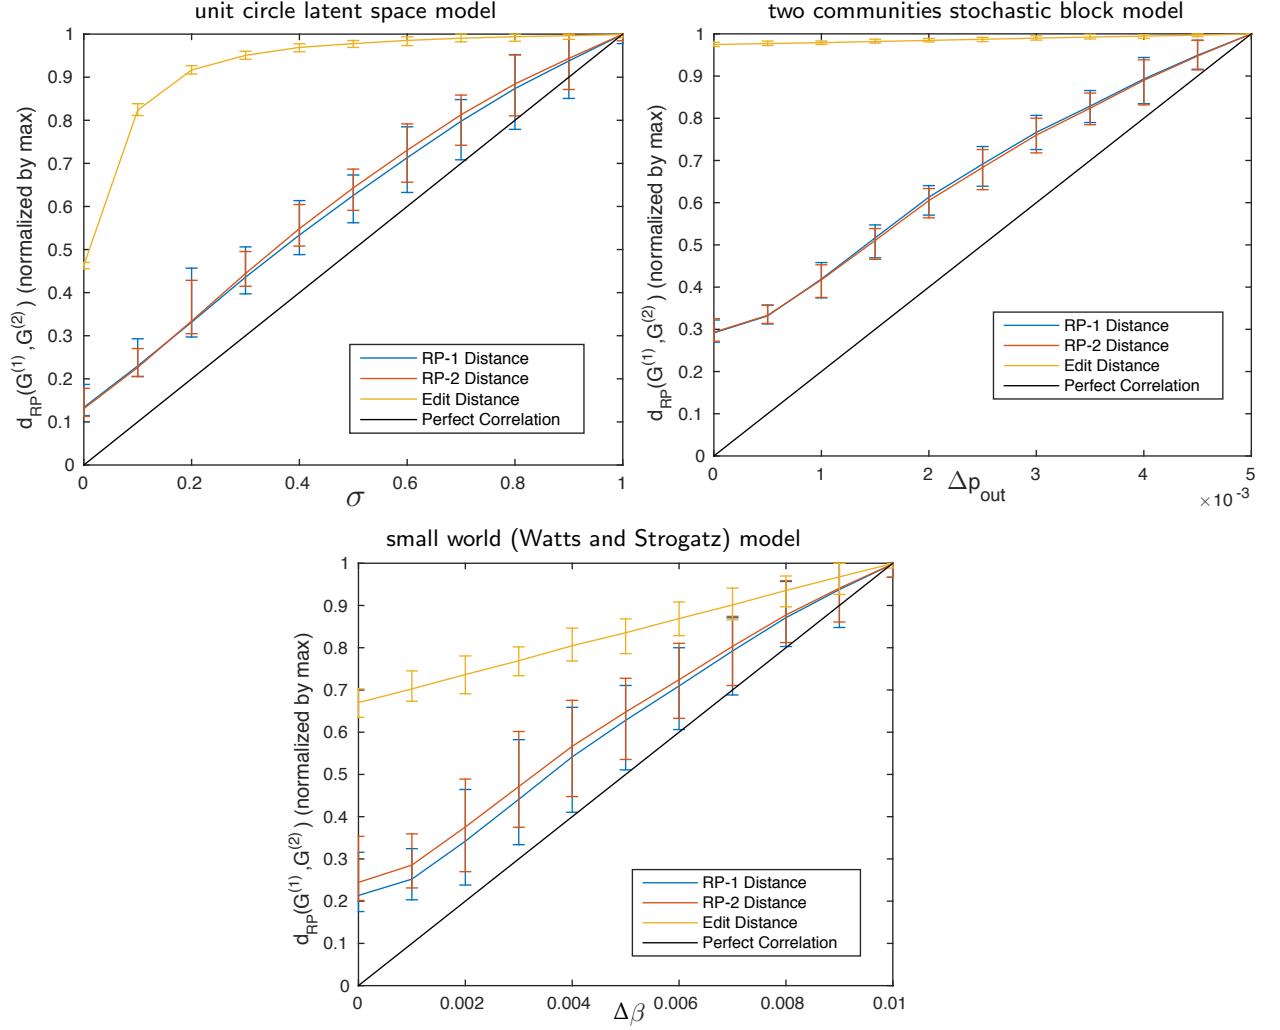 unit circle latent space model
d_RP(G^(1),G^(2)) (normalized by max)
1
0.9
0.8
0.7
0.6
0.5
0.4
0.3
0.2
0.1
0
0
0.2
0.4
0.6
0.8
1
σ
RP-1 Distance
RP-2 Distance
Edit Distance
Perfect Correlation
two communities stochastic block model
d_RP(G^(1),G^(2)) (normalized by max)
1
0.9
0.8
0.7
0.6
0.5
0.4
0.3
0.2
0.1
0
0
1
2
3
4
5
×10^-3
Δp_out
RP-1 Distance
RP-2 Distance
Edit Distance
Perfect Correlation
small world (Watts and Strogatz) model
d_RP(G^(1),G^(2)) (normalized by max)
1
0.9
0.8
0.7
0.6
0.5
0.4
0.3
0.2
0.1
0
0
0.002
0.004
0.006
0.008
0.01
Δβ
RP-1 Distance
RP-2 Distance
Edit Distance
Perfect Correlation